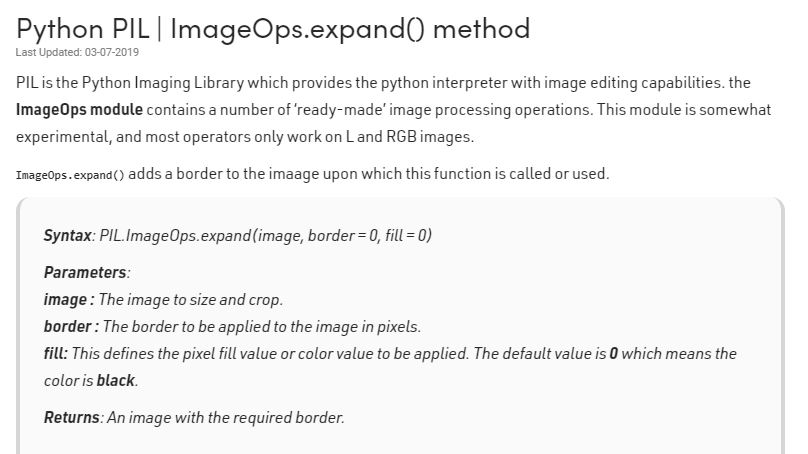 Python PIL | ImageOps.expand() method
Last Updated: 03-07-2019
PIL is the Python Imaging Library which provides the python interpreter with image editing capabilities. the
ImageOps module contains a number of 'ready-made' image processing operations. This module is somewhat
experimental, and most operators only work on L and RGB images.
ImageOps.expand() adds a border to the imaage upon which this function is called or used.
Syntax: PIL.ImageOps.expand(image, border = 0, fill = 0)
Parameters:
image : The image to size and crop.
border : The border to be applied to the image in pixels.
fill: This defines the pixel fill value or color value to be applied. The default value is 0 which means the
color is black.
Returns: An image with the required border.